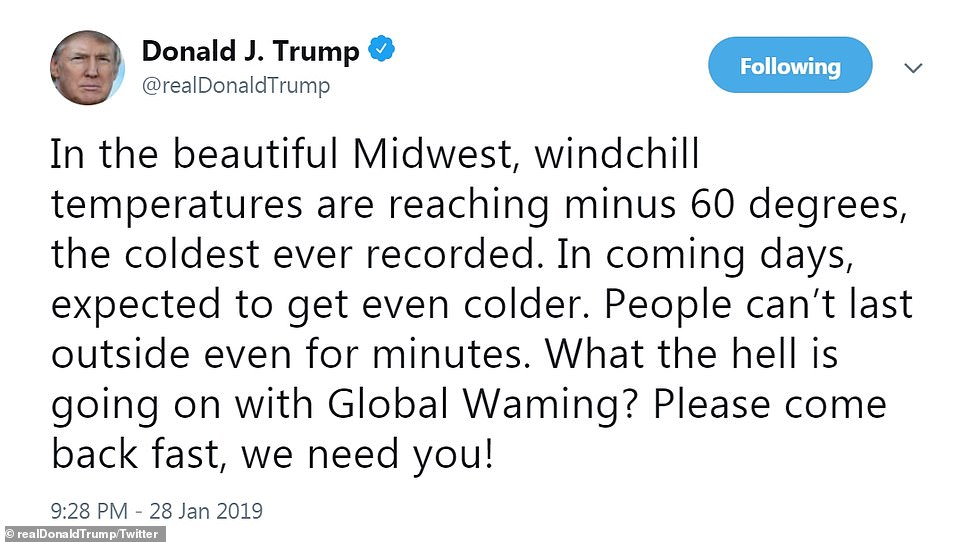 Donald J. Trump
@realDonaldTrump
Following
In the beautiful Midwest, windchill
temperatures are reaching minus 60 degrees,
the coldest ever recorded. In coming days,
expected to get even colder. People can’t last
outside even for minutes. What the hell is
going on with Global Waming? Please come
back fast, we need you!
9:28 PM - 28 Jan 2019
© realDonaldTrump/Twitter